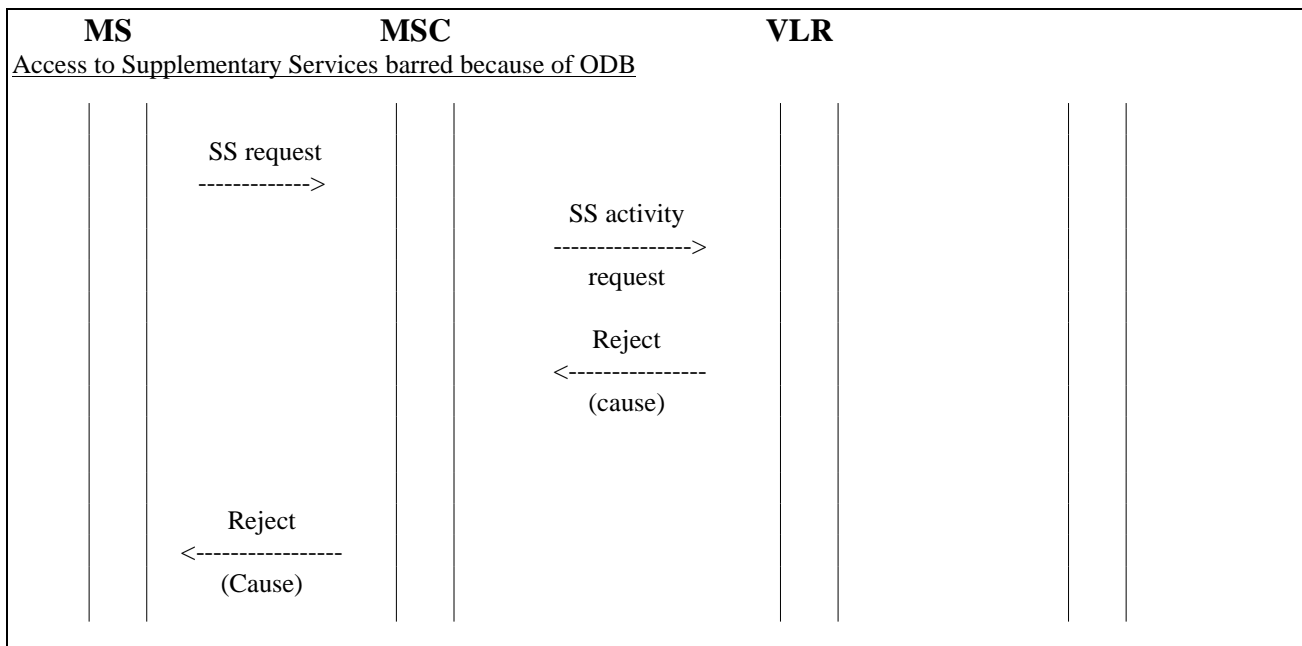 MS MSC VLR
Access to Supplementary Services barred because of ODB
SS request
------------->
SS activity
---------------->
request
Reject
<----------------
(cause)
Reject
<-----------------
(Cause)